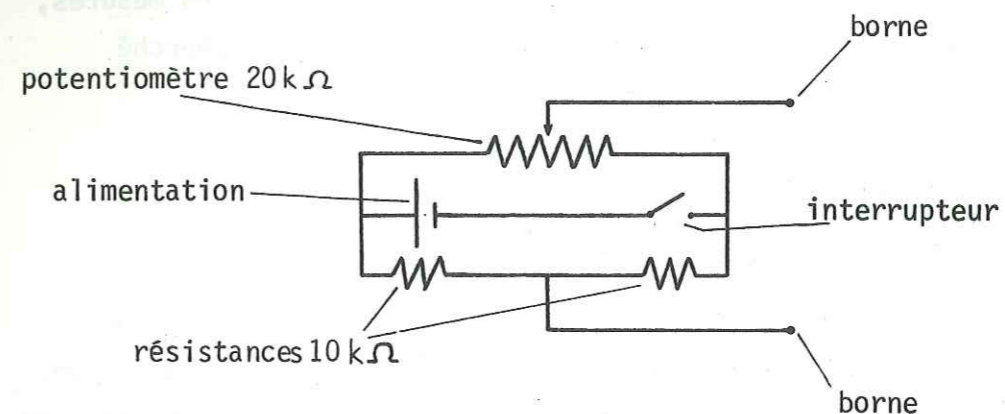 borne
potentiomètre 20 kΩ
alimentation
interrupteur
résistances 10 kΩ
borne